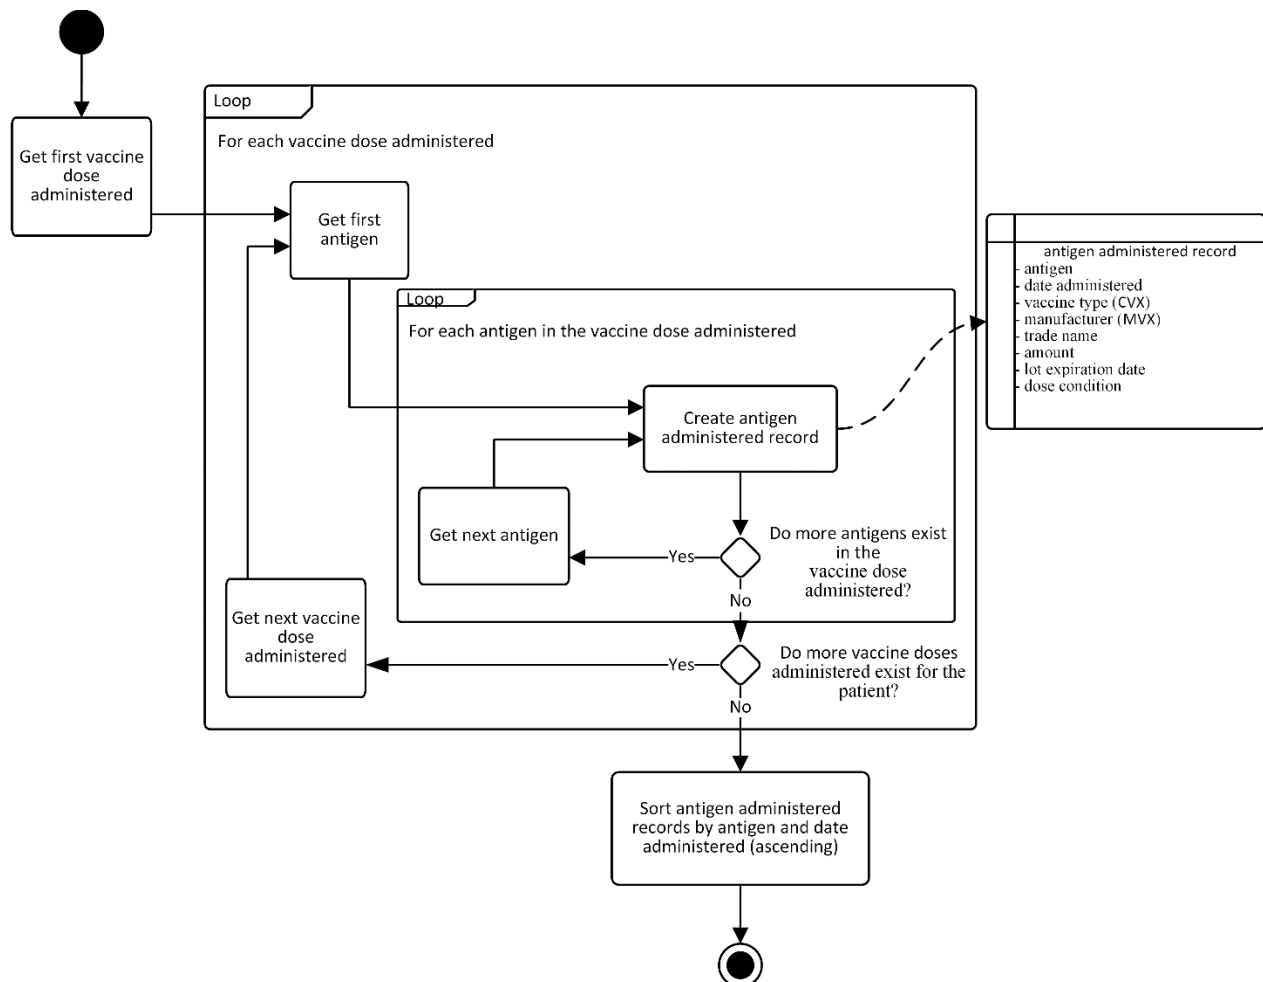 Loop
For each vaccine dose administered
Get first vaccine
dose
administered
Get first
antigen
antigen administered record
- antigen
- date administered
- vaccine type (CVX)
- manufacturer (MVX)
- trade name
- amount
- lot expiration date
- dose condition
Loop
For each antigen in the vaccine dose administered
Create antigen
administered record
Get next antigen
Yes
Do more antigens exist
in the
vaccine dose
administered?
No
Get next vaccine
dose
administered
Yes
Do more vaccine doses
administered exist for the
patient?
No
Sort antigen administered
records by antigen and date
administered (ascending)